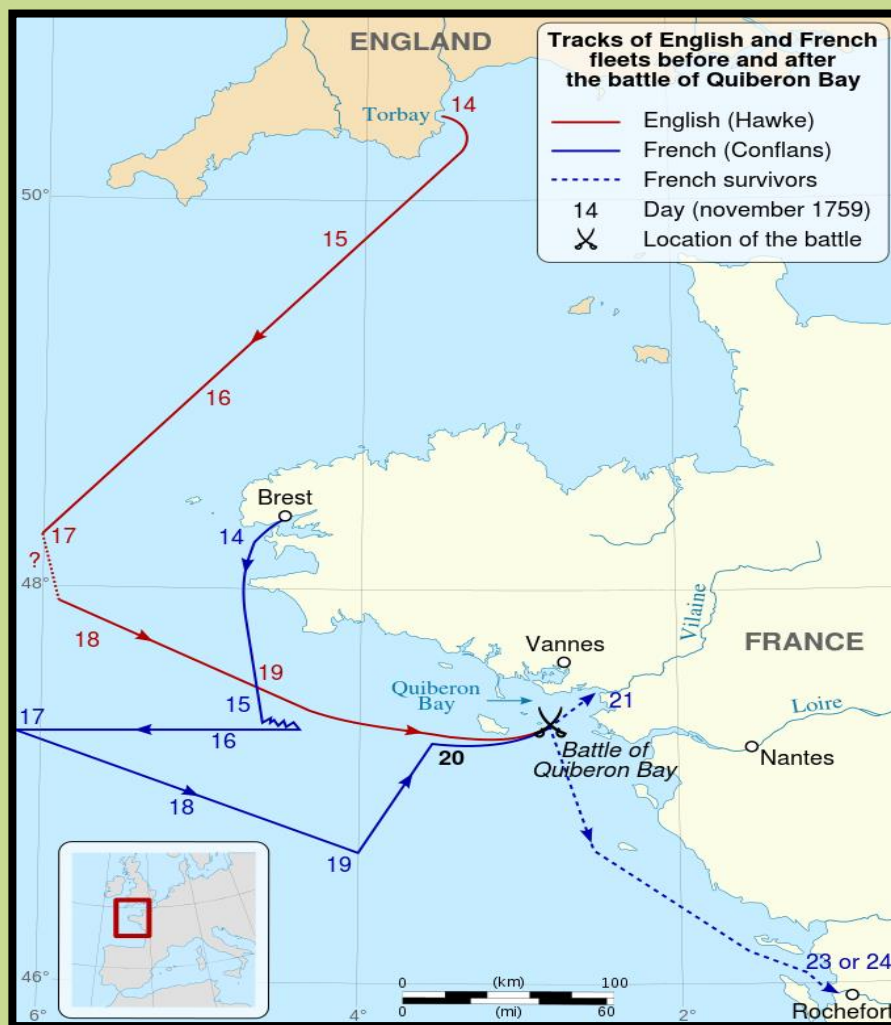 ENGLAND
Tracks of English and French
fleets before and after
the battle of Quiberon Bay
English (Hawke)
French (Conflans)
French survivors
14 Day (november 1759)
Location of the battle
Torbay
14
50°
15
16
Brest
17
14
?
48°
18
19
Vannes
Vilaine
FRANCE
Quiberon
Bay
21
15
17
16
Loire
20
Battle of
Quiberon Bay
Nantes
18
19
23 or 24
Rochefort
46°
0 (km) 100
0 (mi) 60
6°
4°
2°